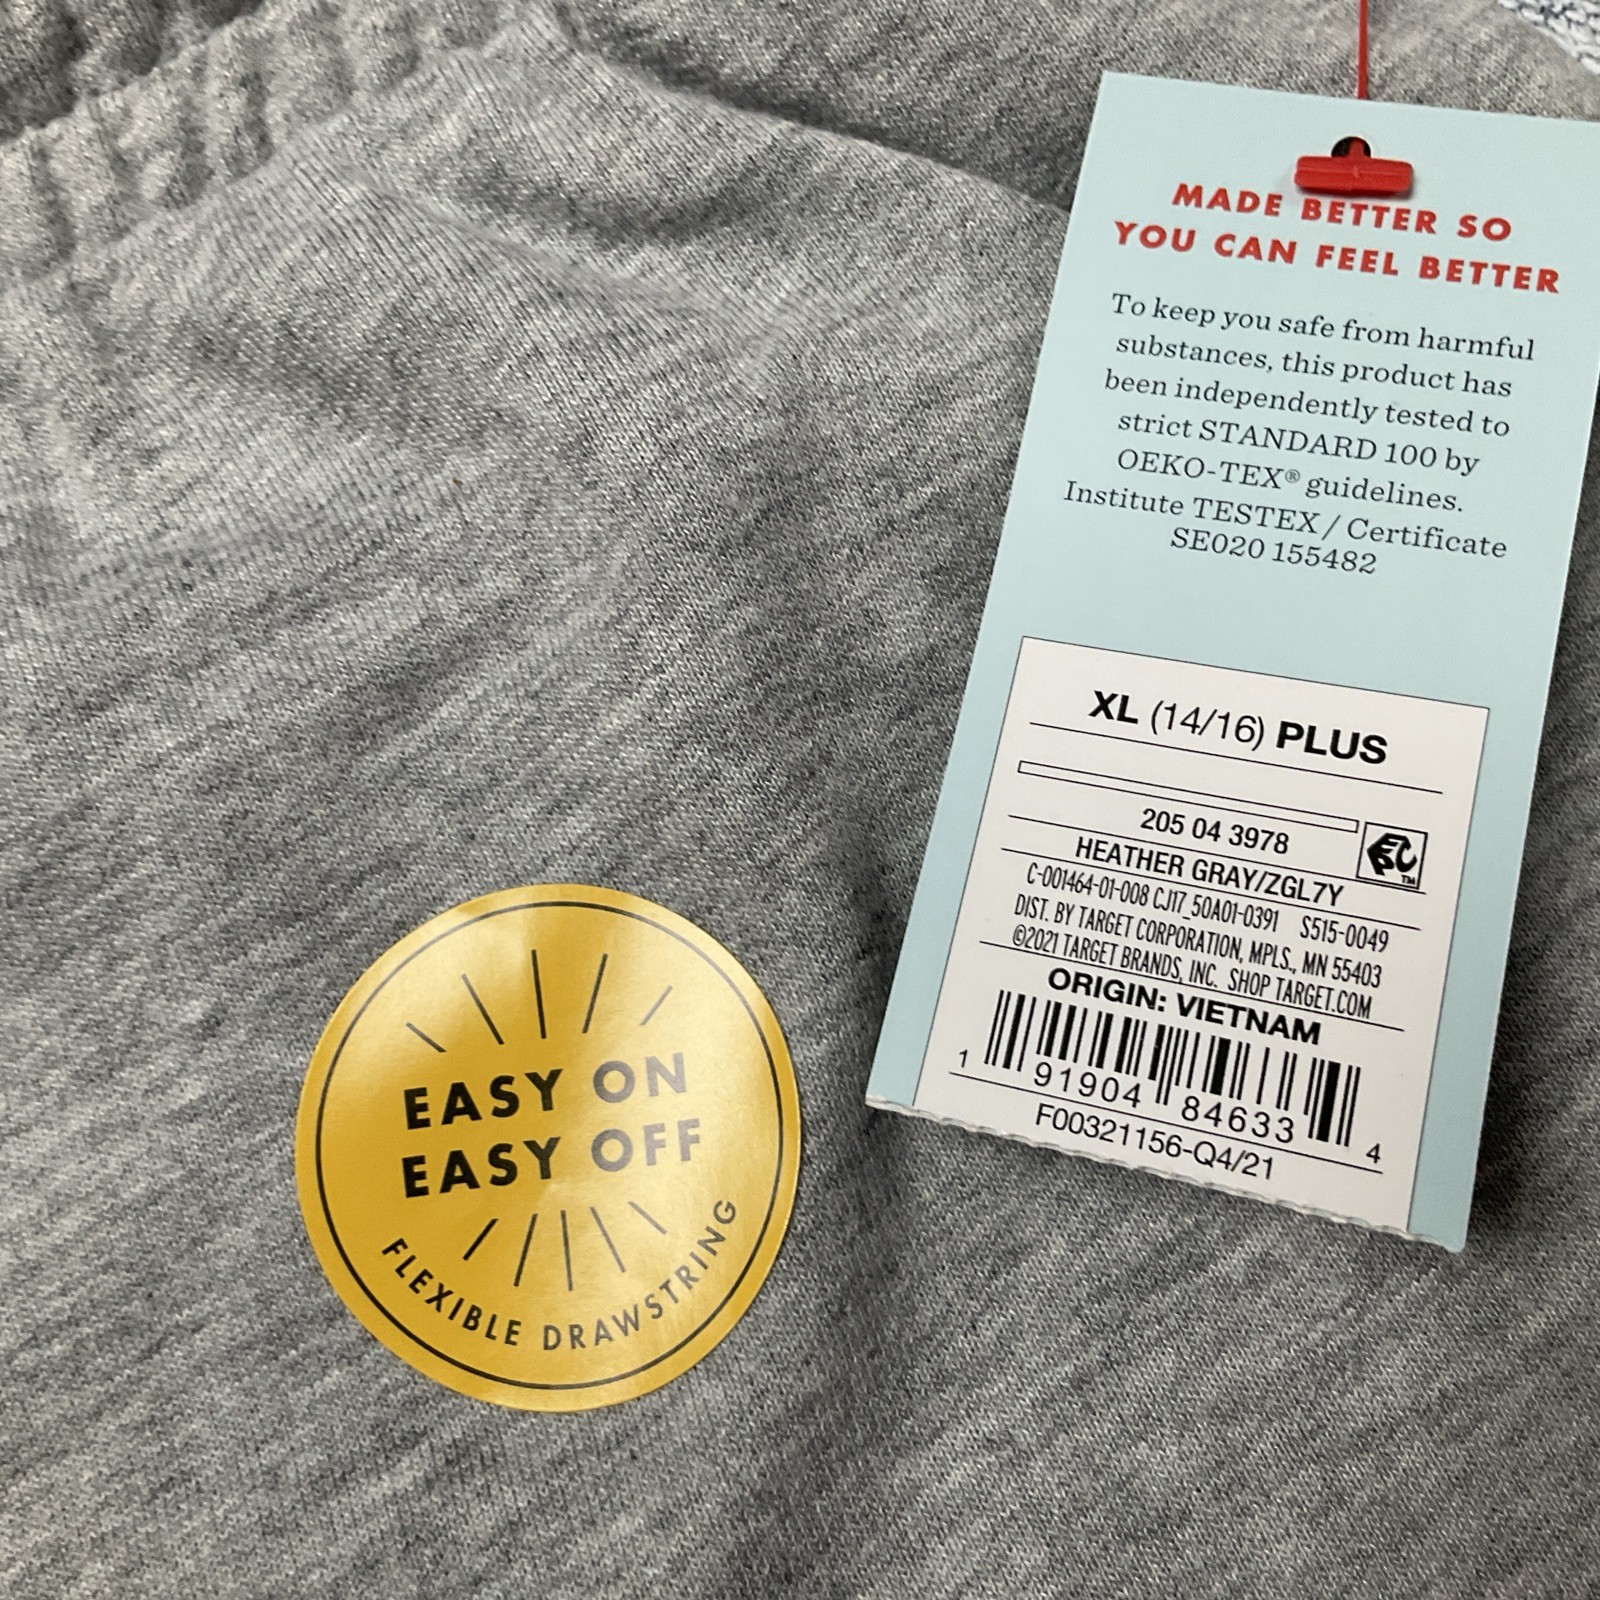 MADE BETTER SO
YOU CAN FEEL BETTER
To keep you safe from harmful
substances, this product has
been independently tested to
strict STANDARD 100 by
OEKO-TEX® guidelines.
Institute TESTEX / Certificate
SE020 155482
XL (14/16) PLUS
205 04 3978
EPC™
HEATHER GRAY/ZGL7Y
C-001464-01-008 CJ17_50A01-0391 S515-0049
DIST. BY TARGET CORPORATION, MPLS., MN 55403
©2021 TARGET BRANDS, INC. SHOP TARGET.COM
ORIGIN: VIETNAM
1 91904 84633 4
F00321156-Q4/21
EASY ON
EASY OFF
FLEXIBLE DRAWSTRING